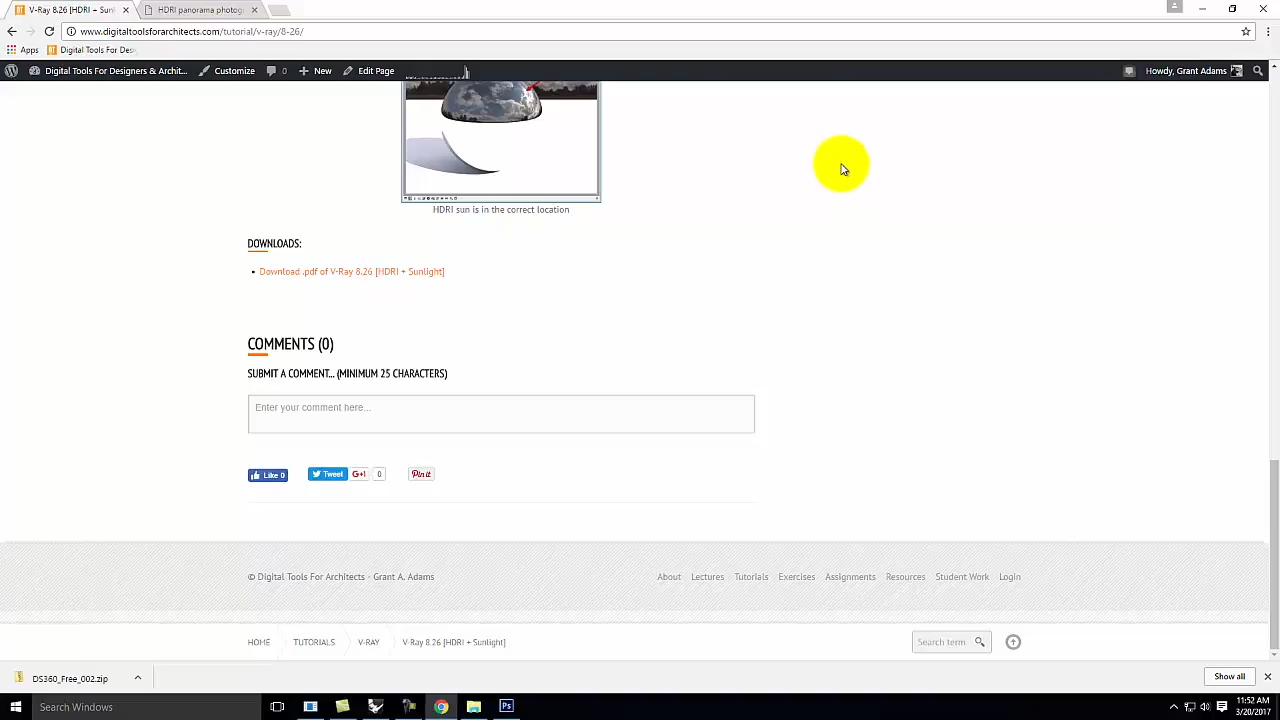 V-Ray 8.26 [HDRI + Sunl
HDRI panorama photog
www.digitaltoolsforarchitects.com/tutorial/v-ray/8-26/
Apps
Digital Tools For Des
Digital Tools For Designers & Archit...
Customize
0
New
Edit Page
Howdy, Grant Adams
HDRI sun is in the correct location
DOWNLOADS:
Download .pdf of V-Ray 8.26 [HDRI + Sunlight]
COMMENTS (0)
SUBMIT A COMMENT... (MINIMUM 25 CHARACTERS)
Enter your comment here...
Like 0
Tweet
G+1
0
Pin it
© Digital Tools For Architects - Grant A. Adams
About
Lectures
Tutorials
Exercises
Assignments
Resources
Student Work
Login
HOME
TUTORIALS
V-RAY
V-Ray 8.26 [HDRI + Sunlight]
Search term
DS360_Free_002.zip
Show all
Search Windows
Ps
11:52 AM
3/20/2017